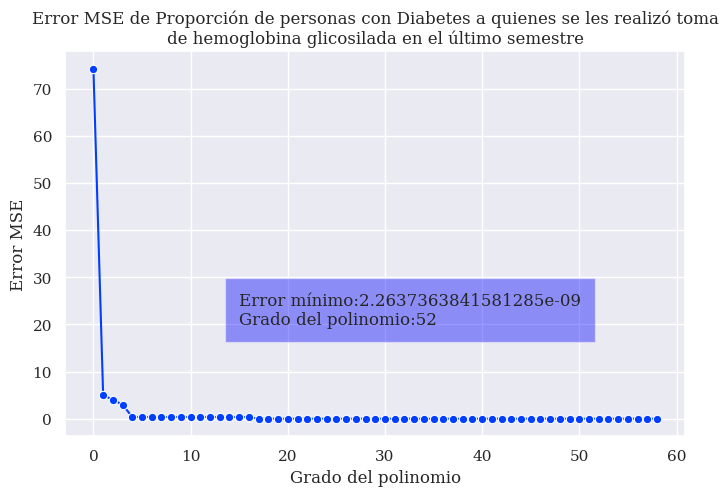 Error MSE de Proporción de personas con Diabetes a quienes se les realizó toma
de hemoglobina glicosilada en el último semestre
Error MSE
70
60
50
40
30
20
10
0
Error mínimo:2.2637363841581285e-09
Grado del polinomio:52
0 10 20 30 40 50 60
Grado del polinomio